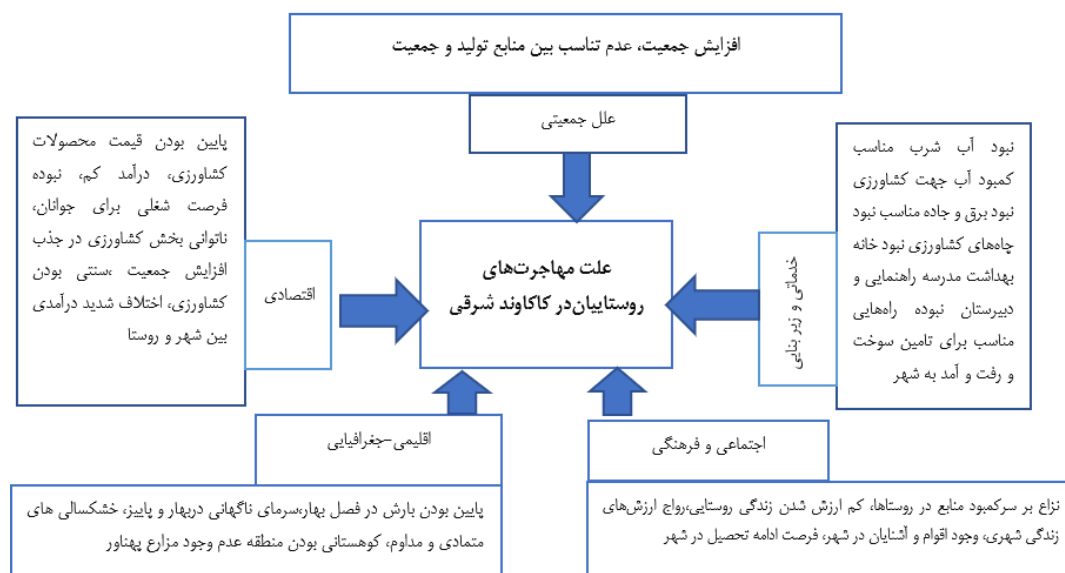 افزایش جمعیت، عدم تناسب بین منابع تولید و جمعیت
علل جمعیتی
نبود آب شرب مناسب
کمبود آب جهت کشاورزی
نبود برق و جاده مناسب نبود
چاه‌های کشاورزی نبود خانه
بهداشت مدرسه راهنمایی و
دبیرستان نبوده راه‌هایی
مناسب برای تامین سوخت
و رفت و آمد به شهر
خدماتی و زیر بنایی
علت مهاجرت‌های
روستاییان‌در کاکاوند شرقی
اقتصادی
پایین بودن قیمت محصولات
کشاورزی، درآمد کم، نبوده
فرصت شغلی برای جوانان،
ناتوانی بخش کشاورزی در جذب
افزایش جمعیت ،سنتی بودن
کشاورزی، اختلاف شدید درآمدی
بین شهر و روستا
اجتماعی و فرهنگی
نزاع بر سرکمبود منابع در روستاها، کم ارزش شدن زندگی روستایی،رواج ارزش‌های
زندگی شهری، وجود اقوام و آشنایان در شهر، فرصت ادامه تحصیل در شهر
اقلیمی-جغرافیایی
پایین بودن بارش در فصل بهار،سرمای ناگهانی دربهار و پاییز، خشکسالی های
متمادی و مداوم، کوهستانی بودن منطقه عدم وجود مزارع پهناور